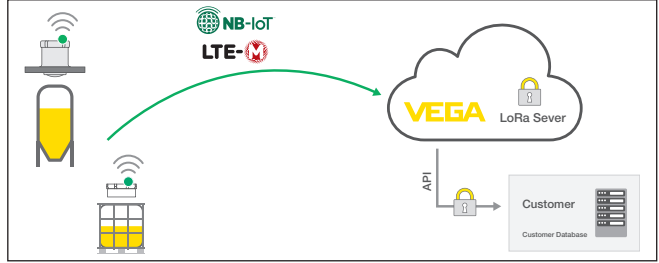 NB-IoT
LTE-M
VEGA
LoRa Sever
API
Customer
Customer Database